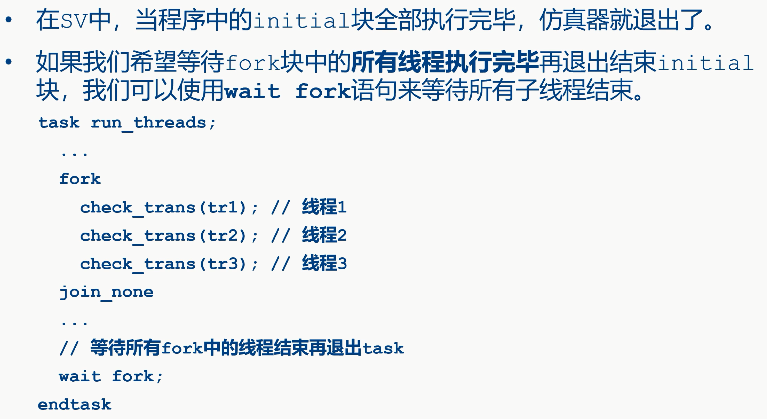 • 在SV中，当程序中的initial块全部执行完毕，仿真器就退出了。
• 如果我们希望等待fork块中的所有线程执行完毕再退出结束initial
块，我们可以使用wait fork语句来等待所有子线程结束。
task run_threads;
...
fork
check_trans(tr1); // 线程1
check_trans(tr2); // 线程2
check_trans(tr3); // 线程3
join_none
...
// 等待所有fork中的线程结束再退出task
wait fork;
endtask